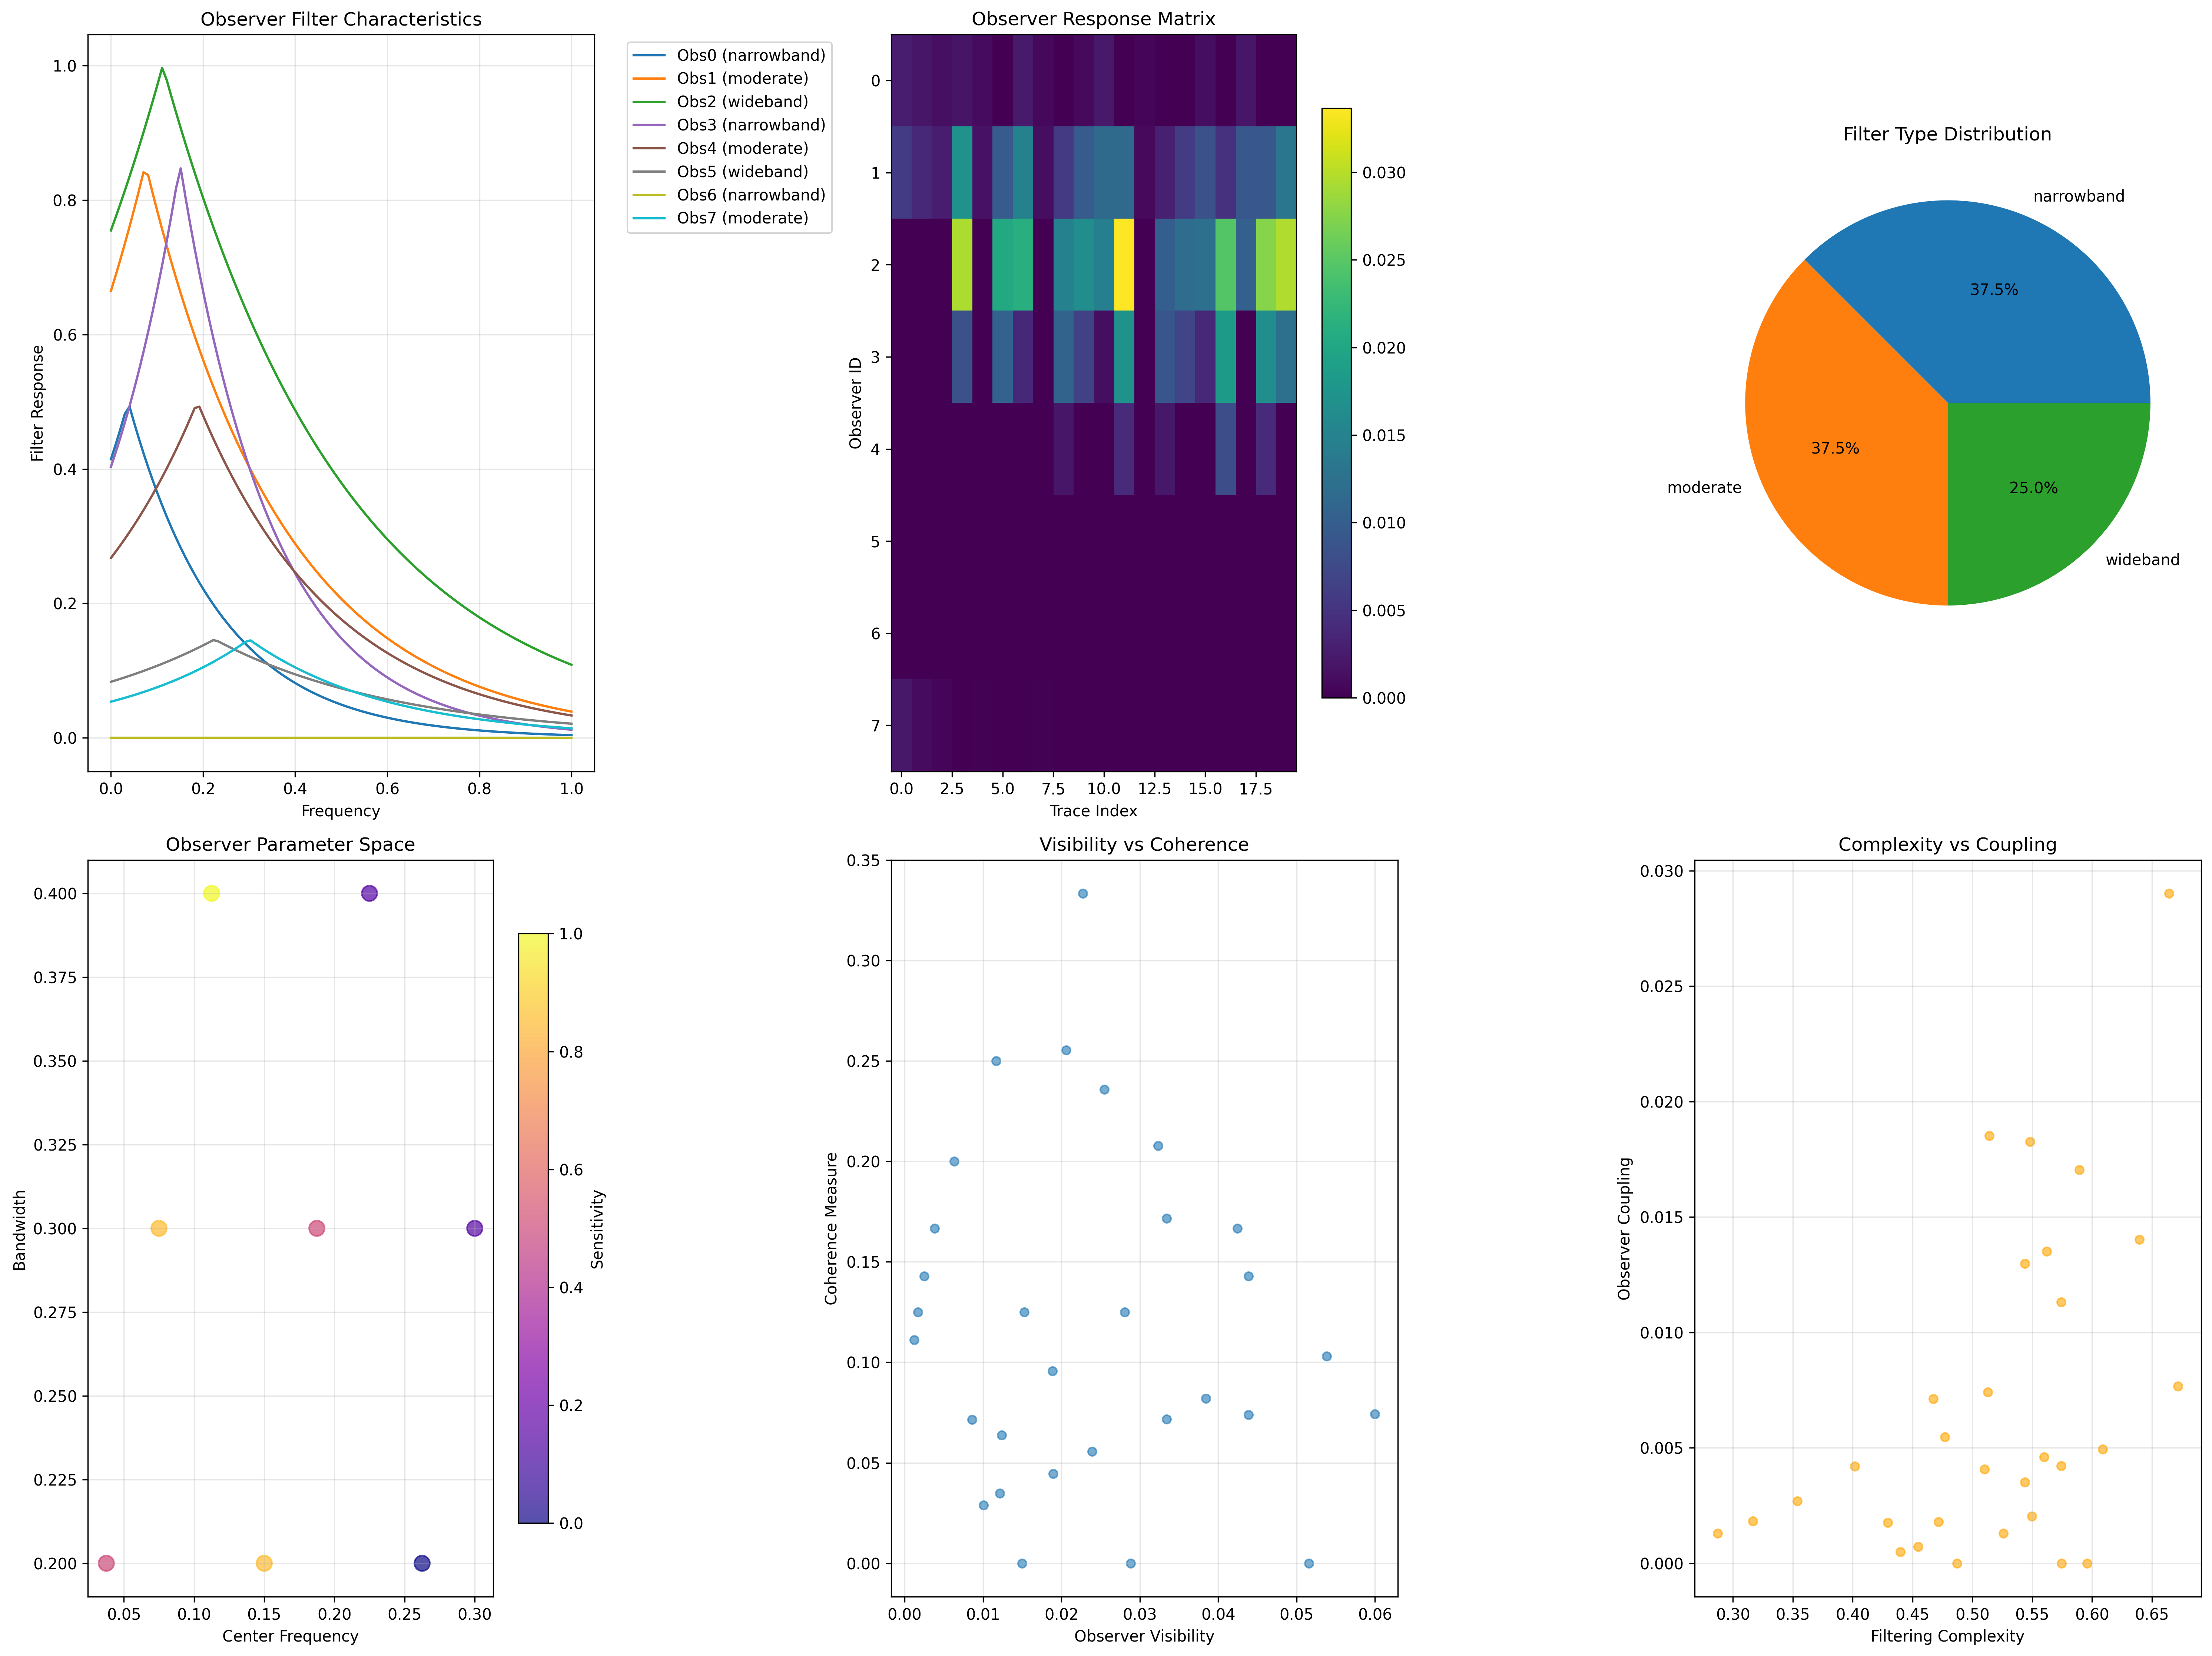 Observer Filter Characteristics
Filter Response
1.0
0.8
0.6
0.4
0.2
0.0
0.0 0.2 0.4 0.6 0.8 1.0
Frequency
Obs0 (narrowband)
Obs1 (moderate)
Obs2 (wideband)
Obs3 (narrowband)
Obs4 (moderate)
Obs5 (wideband)
Obs6 (narrowband)
Obs7 (moderate)
Observer Response Matrix
Observer ID
0
1
2
3
4
5
6
7
0.0 2.5 5.0 7.5 10.0 12.5 15.0 17.5
Trace Index
0.030
0.025
0.020
0.015
0.010
0.005
0.000
Filter Type Distribution
narrowband
37.5%
37.5%
moderate
25.0%
wideband
Observer Parameter Space
Bandwidth
0.400
0.375
0.350
0.325
0.300
0.275
0.250
0.225
0.200
0.05 0.10 0.15 0.20 0.25 0.30
Center Frequency
1.0
0.8
0.6
0.4
0.2
0.0
Sensitivity
Visibility vs Coherence
Coherence Measure
0.35
0.30
0.25
0.20
0.15
0.10
0.05
0.00
0.00 0.01 0.02 0.03 0.04 0.05 0.06
Observer Visibility
Complexity vs Coupling
Observer Coupling
0.030
0.025
0.020
0.015
0.010
0.005
0.000
0.30 0.35 0.40 0.45 0.50 0.55 0.60 0.65
Filtering Complexity